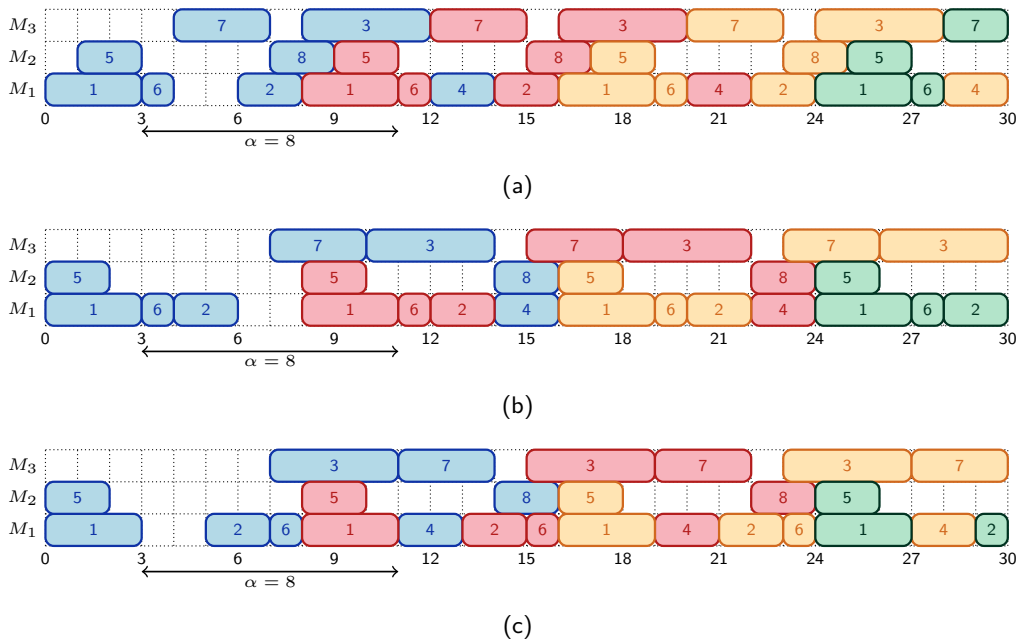 M₃ 7 3 7 3 7 3 7
M₂ 5 8 5 8 5 8 5
M₁ 1 6 2 1 6 4 2 1 6 4 2 1 6 4
0 3 6 9 12 15 18 21 24 27 30
α = 8
(a)
M₃ 7 3 7 3 7 3
M₂ 5 5 8 5 8 5
M₁ 1 6 2 1 6 2 4 1 6 2 4 1 6 2
0 3 6 9 12 15 18 21 24 27 30
α = 8
(b)
M₃ 3 7 3 7 3 7
M₂ 5 5 8 5 8 5
M₁ 1 2 6 1 4 2 6 1 4 2 6 1 4 2
0 3 6 9 12 15 18 21 24 27 30
α = 8
(c)